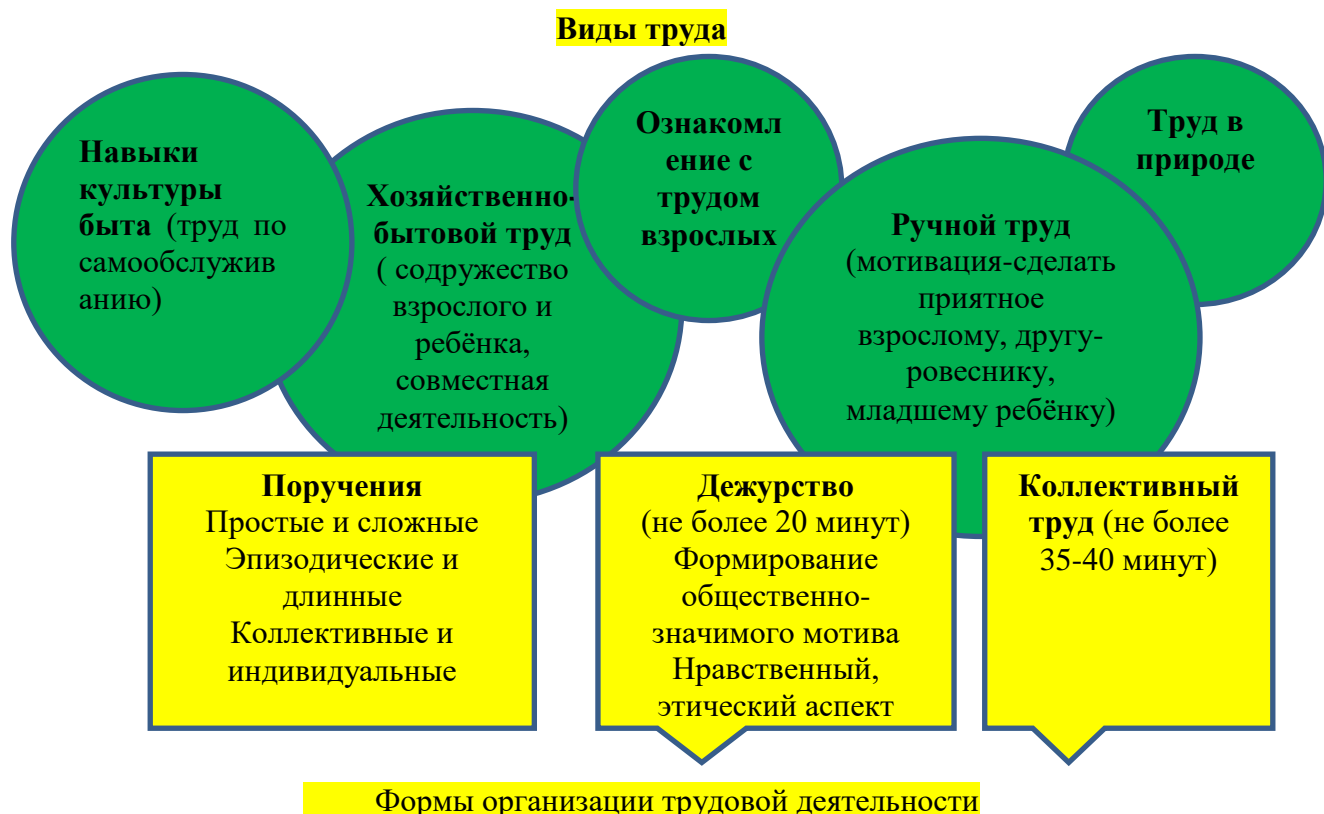 Виды труда
Навыки
культуры
быта (труд по
самообслужив
анию)
Хозяйственно-
бытовой труд
( содружество
взрослого и
ребёнка,
совместная
деятельность)
Ознакомл
ение с
трудом
взрослых
Ручной труд
(мотивация-сделать
приятное
взрослому, другу-
ровеснику,
младшему ребёнку)
Труд в
природе
Поручения
Простые и сложные
Эпизодические и
длинные
Коллективные и
индивидуальные
Дежурство
(не более 20 минут)
Формирование
общественно-
значимого мотива
Нравственный,
этический аспект
Коллективный
труд (не более
35-40 минут)
Формы организации трудовой деятельности